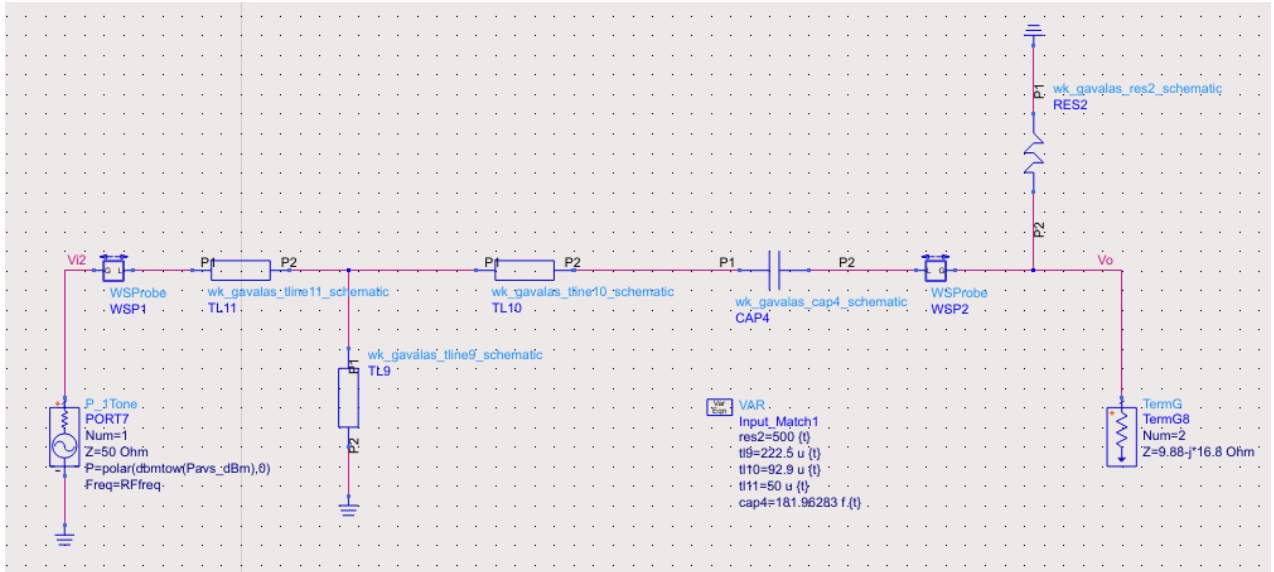 P1
wk_gavalas_res2_schematic
RES2
P2
Vi2
G L
WSProbe
WSP1
P1
P2
wk_gavalas_tline11_schematic
TL11
P1
P2
wk_gavalas_tline10_schematic
TL10
P1
P2
wk_gavalas_cap4_schematic
CAP4
L G
WSProbe
WSP2
Vo
P1
wk_gavalas_tline9_schematic
TL9
P2
P_1Tone
PORT7
Num=1
Z=50 Ohm
P=polar(dbmtow(Pavs_dBm),0)
Freq=RFfreq
Var
Eqn
VAR
Input_Match1
res2=500 {t}
tl9=222.5 u {t}
tl10=92.9 u {t}
tl11=50 u {t}
cap4=181.96283 f {t}
TermG
TermG8
Num=2
Z=9.88-j*16.8 Ohm